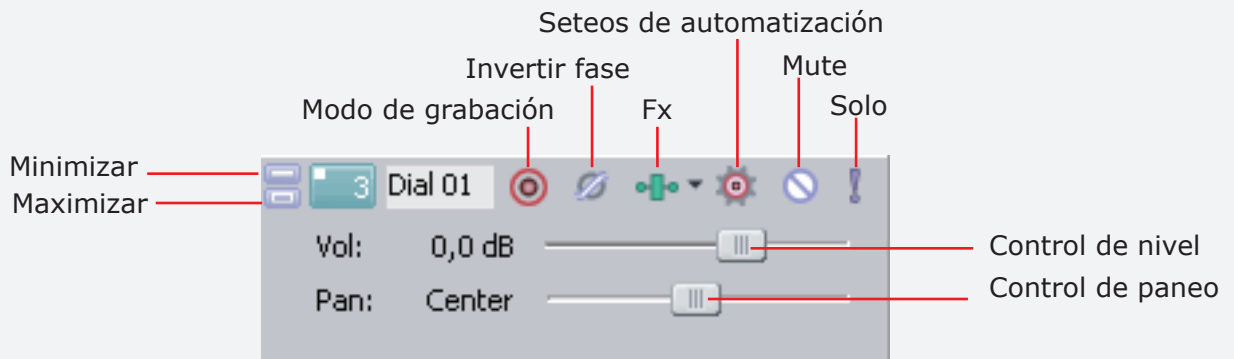 Seteos de automatización
Invertir fase
Mute
Modo de grabación
Fx
Solo
Minimizar
Maximizar
3 Dial 01
Vol: 0,0 dB
Control de nivel
Pan: Center
Control de paneo